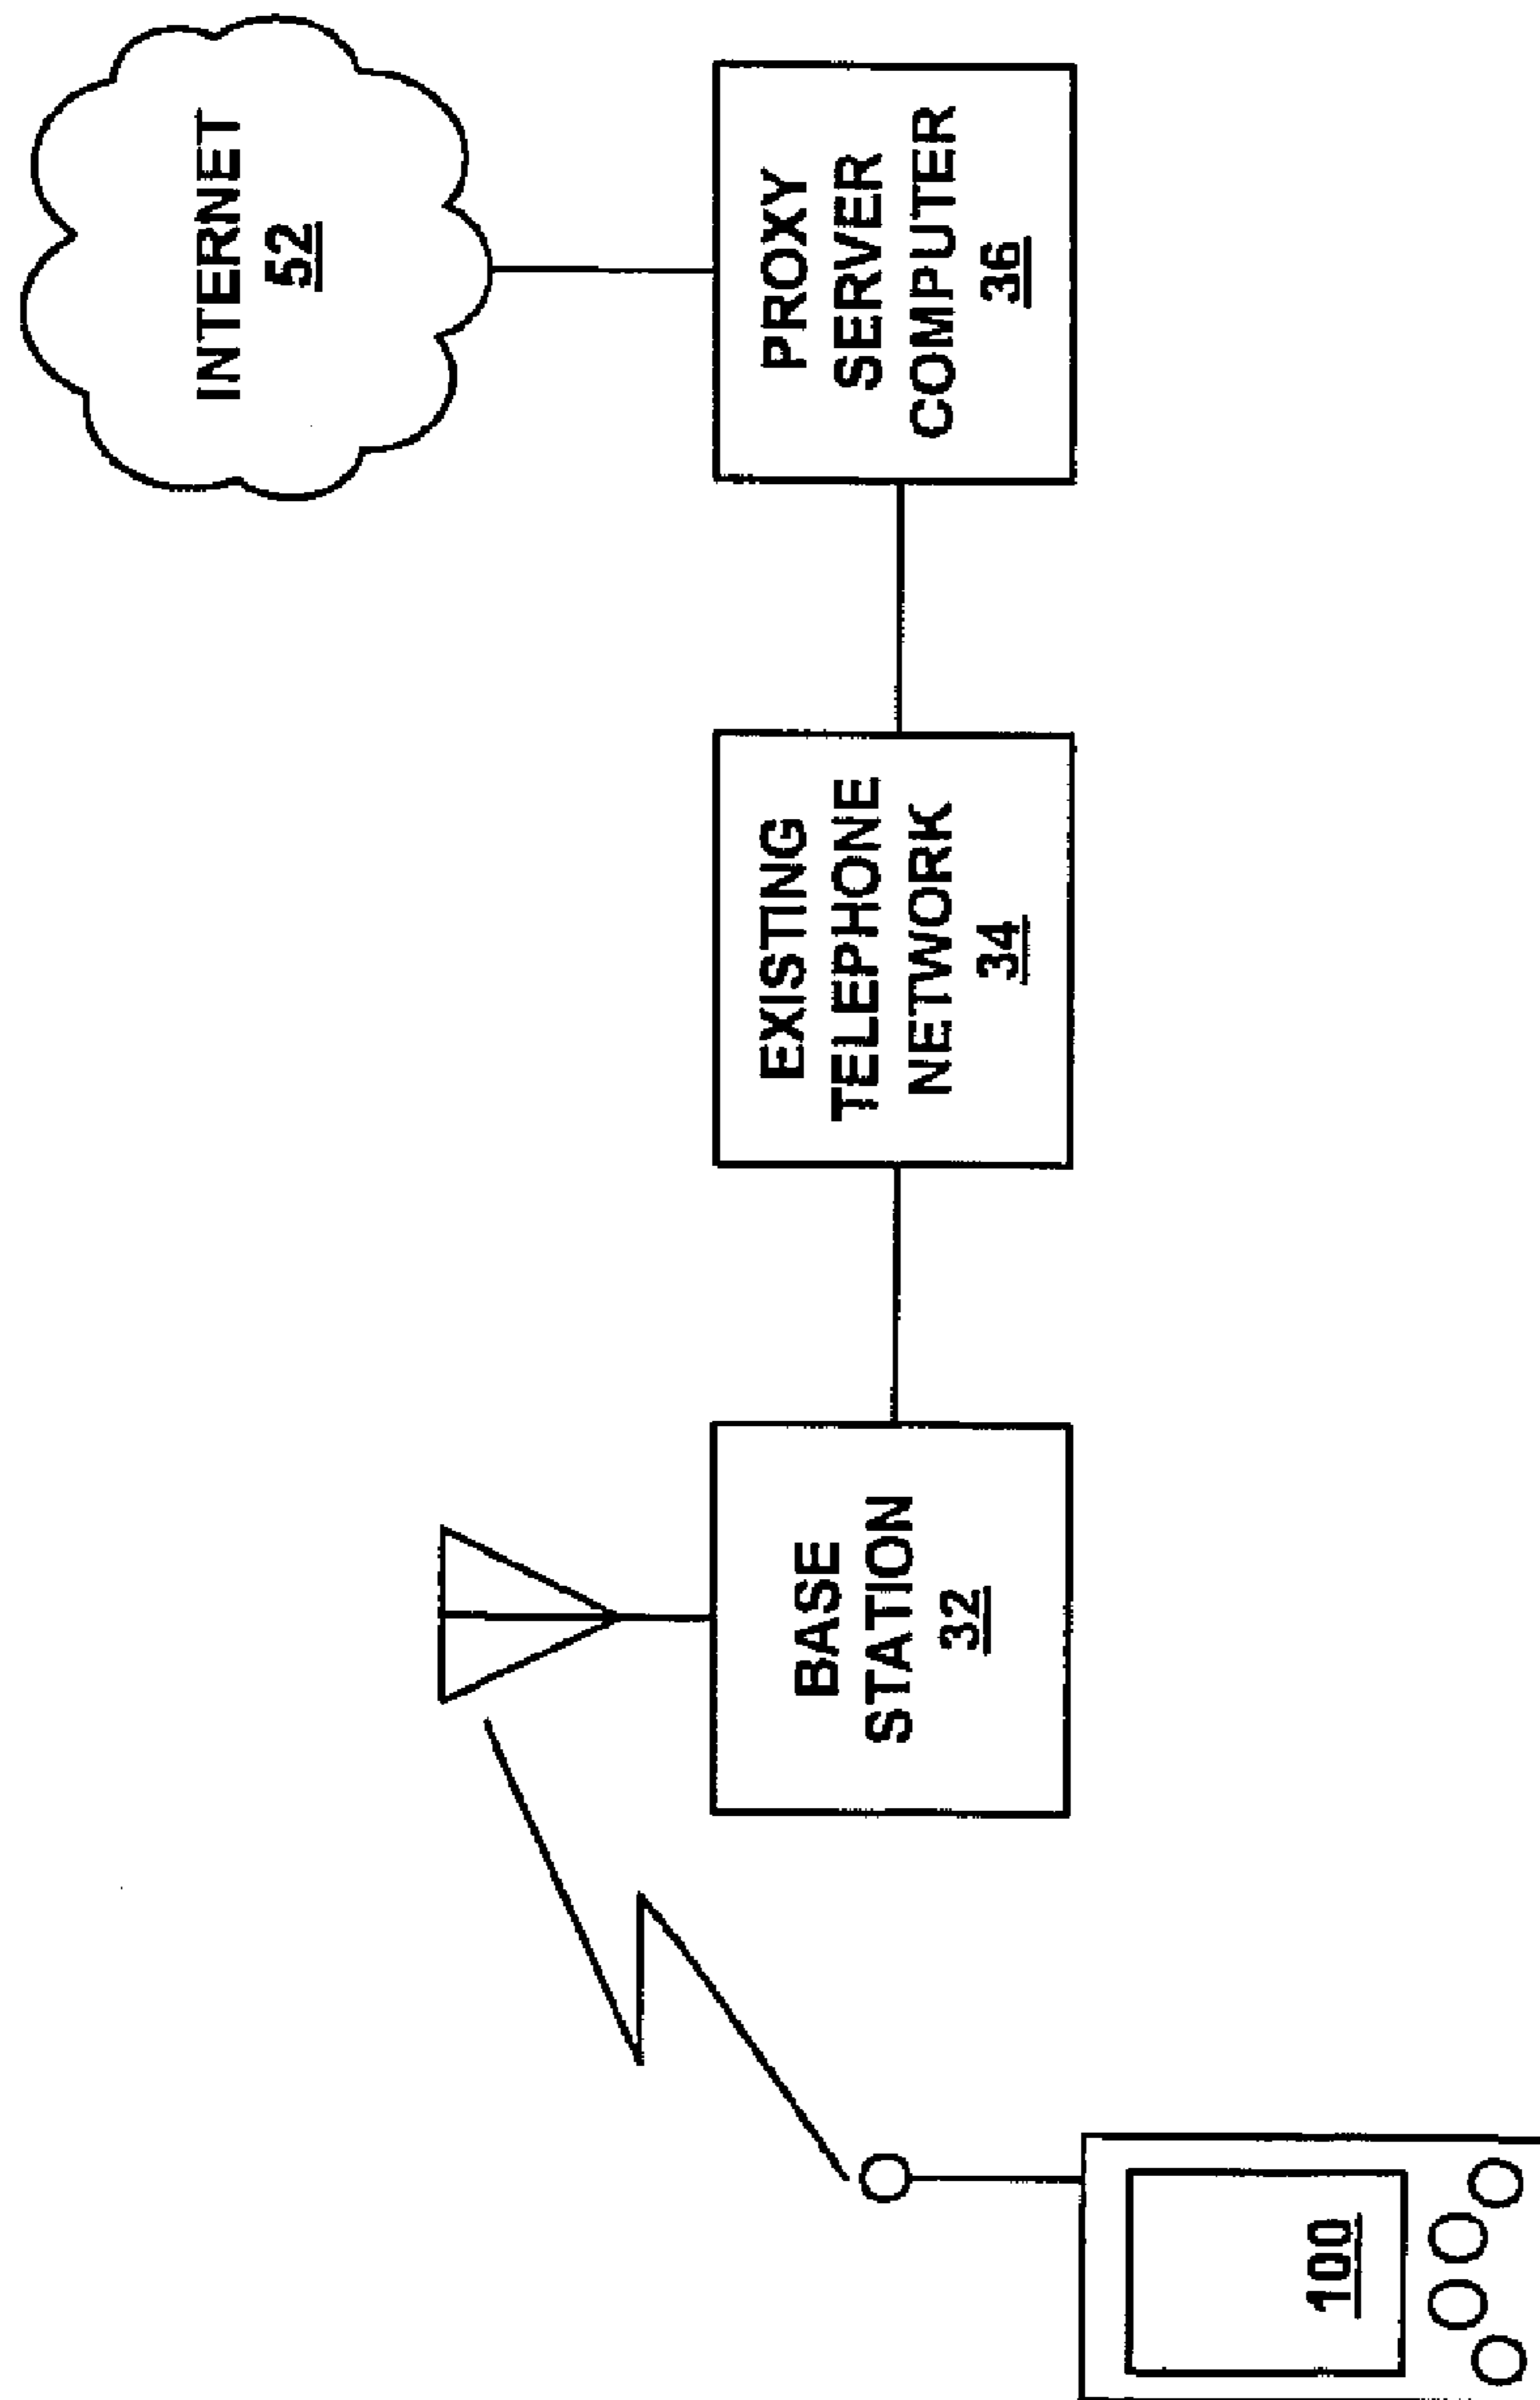 INTERNET
52
PROXY
SERVER
COMPUTER
36
EXISTING
TELEPHONE
NETWORK
34
BASE
STATION
32
100